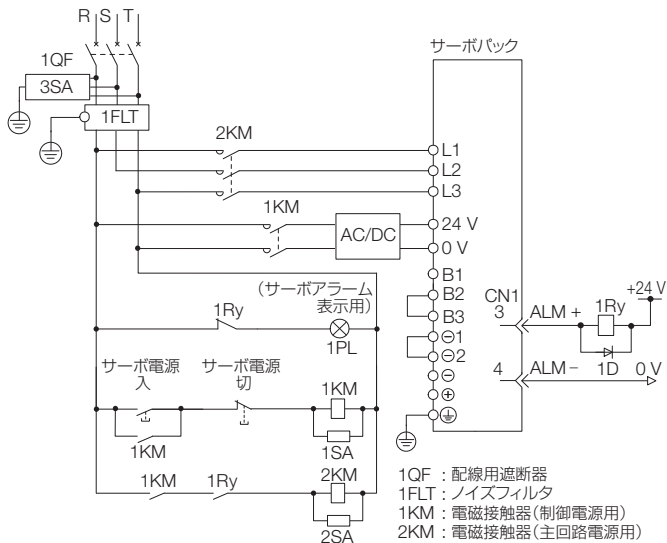 R S T
サーボパック
1QF
3SA
1FLT
2KM
L1
L2
L3
1KM
AC/DC
24 V
0 V
B1
B2
B3
CN1
3
ALM+
1Ry
+24 V
(サーボアラーム
表示用)
1Ry
1PL
⊖1
⊖2
⊖
⊕
4
ALM−
1D
0 V
サーボ電源
入
サーボ電源
切
1KM
1KM
1SA
1KM
1Ry
2KM
2SA
1QF : 配線用遮断器
1FLT : ノイズフィルタ
1KM : 電磁接触器(制御電源用)
2KM : 電磁接触器(主回路電源用)